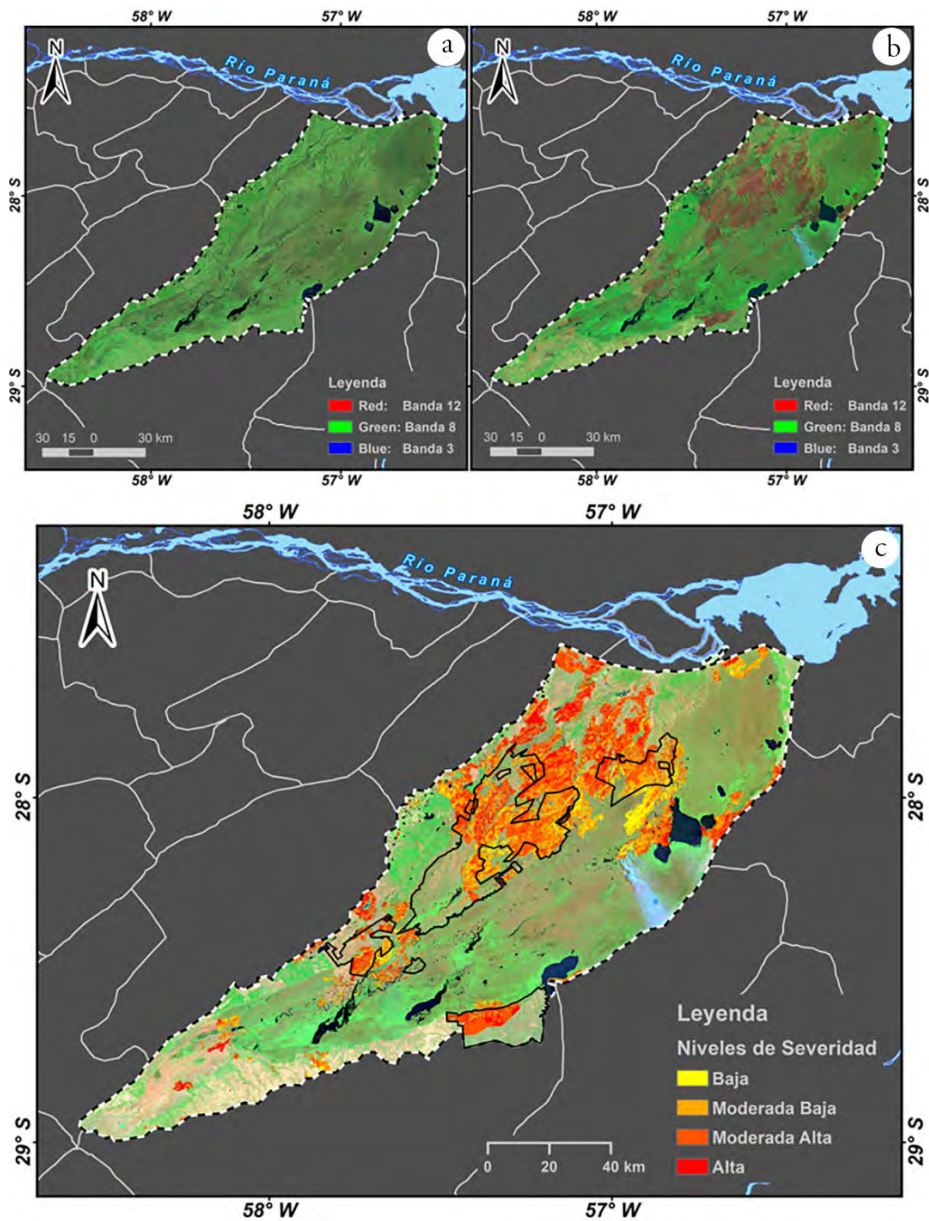 58° W
57° W
58° W
57° W
N
Río Paraná
a
28° S
29° S
Leyenda
Red: Banda 12
Green: Banda 8
Blue: Banda 3
30 15 0 30 km
58° W
57° W
N
Río Paraná
b
28° S
29° S
Leyenda
Red: Banda 12
Green: Banda 8
Blue: Banda 3
30 15 0 30 km
58° W
57° W
58° W
57° W
N
Río Paraná
c
28° S
28° S
29° S
29° S
Leyenda
Niveles de Severidad
Baja
Moderada Baja
Moderada Alta
Alta
0 20 40 km
58° W
57° W